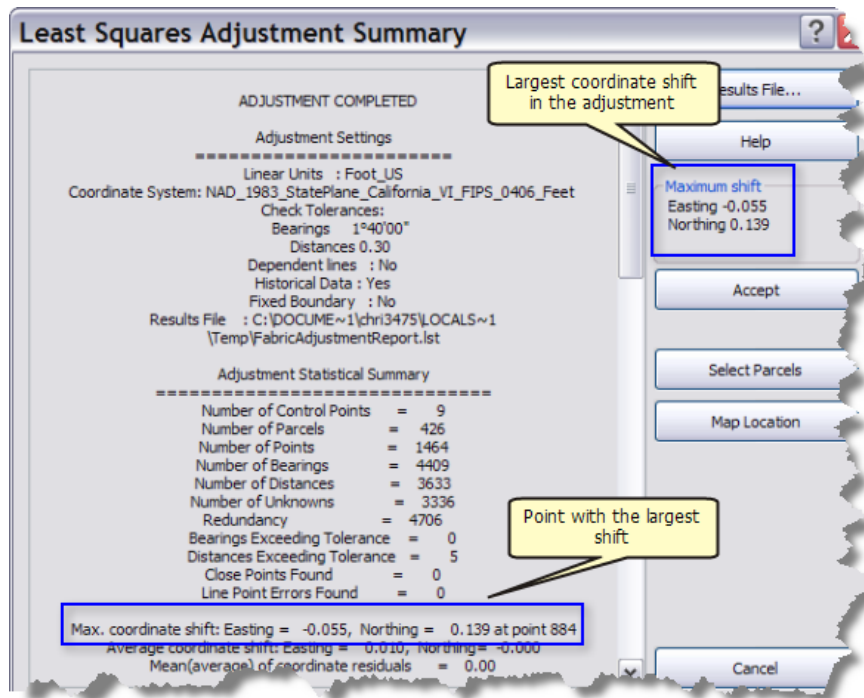 Least Squares Adjustment Summary
?
Largest coordinate shift
in the adjustment
ADJUSTMENT COMPLETED
Adjustment Settings
========================
Linear Units : Foot_US
Coordinate System: NAD_1983_StatePlane_California_VI_FIPS_0406_Feet
Check Tolerances:
Bearings 1°40'00"
Distances 0.30
Dependent lines : No
Historical Data : Yes
Fixed Boundary : No
Results File : C:\DOCUME~1\chri3475\LOCALS~1
\Temp\FabricAdjustmentReport.lst
Adjustment Statistical Summary
================================
Number of Control Points = 9
Number of Parcels = 426
Number of Points = 1464
Number of Bearings = 4409
Number of Distances = 3633
Number of Unknowns = 3336
Redundancy = 4706
Bearings Exceeding Tolerance = 0
Distances Exceeding Tolerance = 5
Close Points Found = 0
Line Point Errors Found = 0
Point with the largest
shift
Max. coordinate shift: Easting = -0.055, Northing = 0.139 at point 884
Average coordinate shift: Easting = 0.010, Northing= -0.000
Mean(average) of coordinate residuals = 0.00
esults File...
Help
Maximum shift
Easting -0.055
Northing 0.139
Accept
Select Parcels
Map Location
Cancel